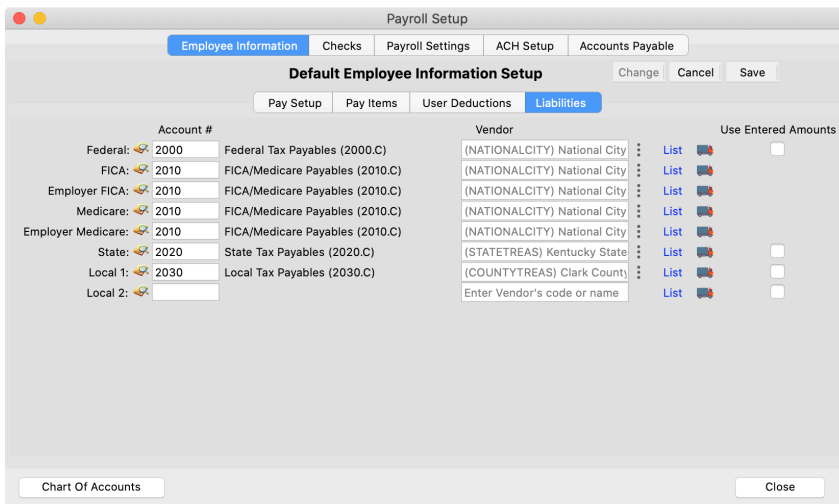 Payroll Setup
Employee Information Checks Payroll Settings ACH Setup Accounts Payable
Default Employee Information Setup Change Cancel Save
Pay Setup Pay Items User Deductions Liabilities
Account # Vendor Use Entered Amounts
Federal: 2000 Federal Tax Payables (2000.C) (NATIONALCITY) National City List
FICA: 2010 FICA/Medicare Payables (2010.C) (NATIONALCITY) National City List
Employer FICA: 2010 FICA/Medicare Payables (2010.C) (NATIONALCITY) National City List
Medicare: 2010 FICA/Medicare Payables (2010.C) (NATIONALCITY) National City List
Employer Medicare: 2010 FICA/Medicare Payables (2010.C) (NATIONALCITY) National City List
State: 2020 State Tax Payables (2020.C) (STATETREAS) Kentucky State List
Local 1: 2030 Local Tax Payables (2030.C) (COUNTYTREAS) Clark County List
Local 2: Enter Vendor's code or name List
Chart Of Accounts Close